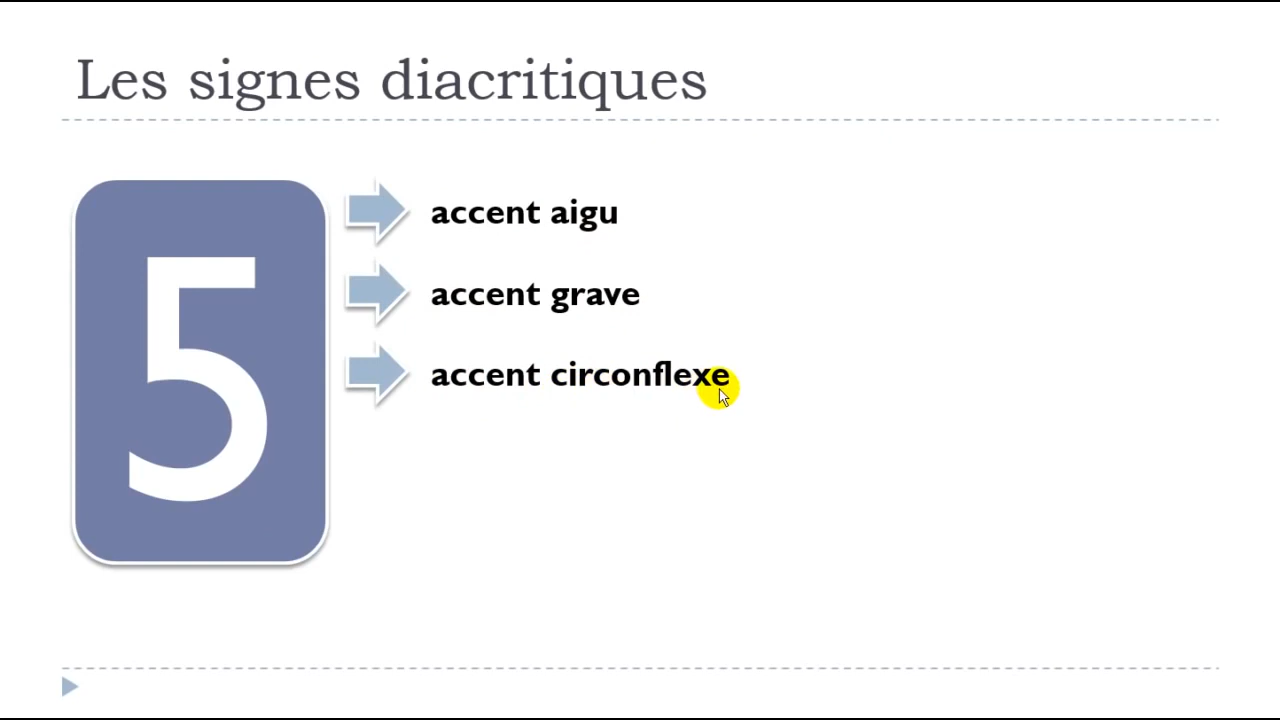 Les signes diacritiques
5
accent aigu
accent grave
accent circonflexe